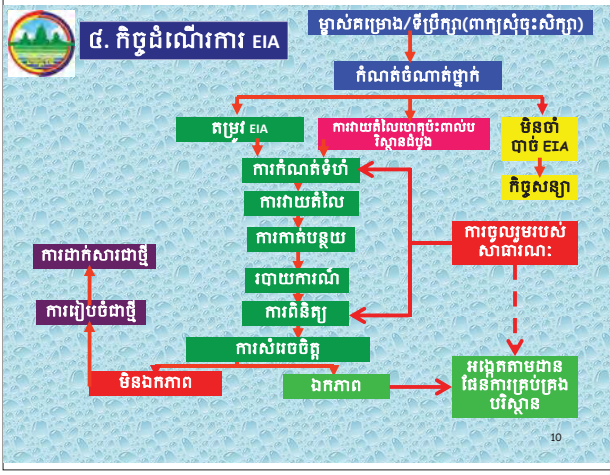 ៤. កិច្ចដំណើរការ EIA
ម្ចាស់គម្រោង/ទីប្រឹក្សា(ពាក្យសុំចុះសិក្សា)
កំណត់ចំណាត់ថ្នាក់
តម្រូវ EIA
ការវាយតំលៃហេតុប៉ះពាល់ប
រិស្ថានដំបូង
មិនចាំ
បាច់ EIA
ការកំណត់ទំហំ
កិច្ចសន្យា
ការវាយតំលៃ
ការកាត់បន្ថយ
ការចូលរួមរបស់
សាធារណៈ
ការដាក់សារជាថ្មី
របាយការណ៍
ការរៀបចំជាថ្មី
ការពិនិត្យ
ការសំរេចចិត្ត
មិនឯកភាព
ឯកភាព
អង្កេតតាមដាន
ផែនការគ្រប់គ្រង
បរិស្ថាន
10